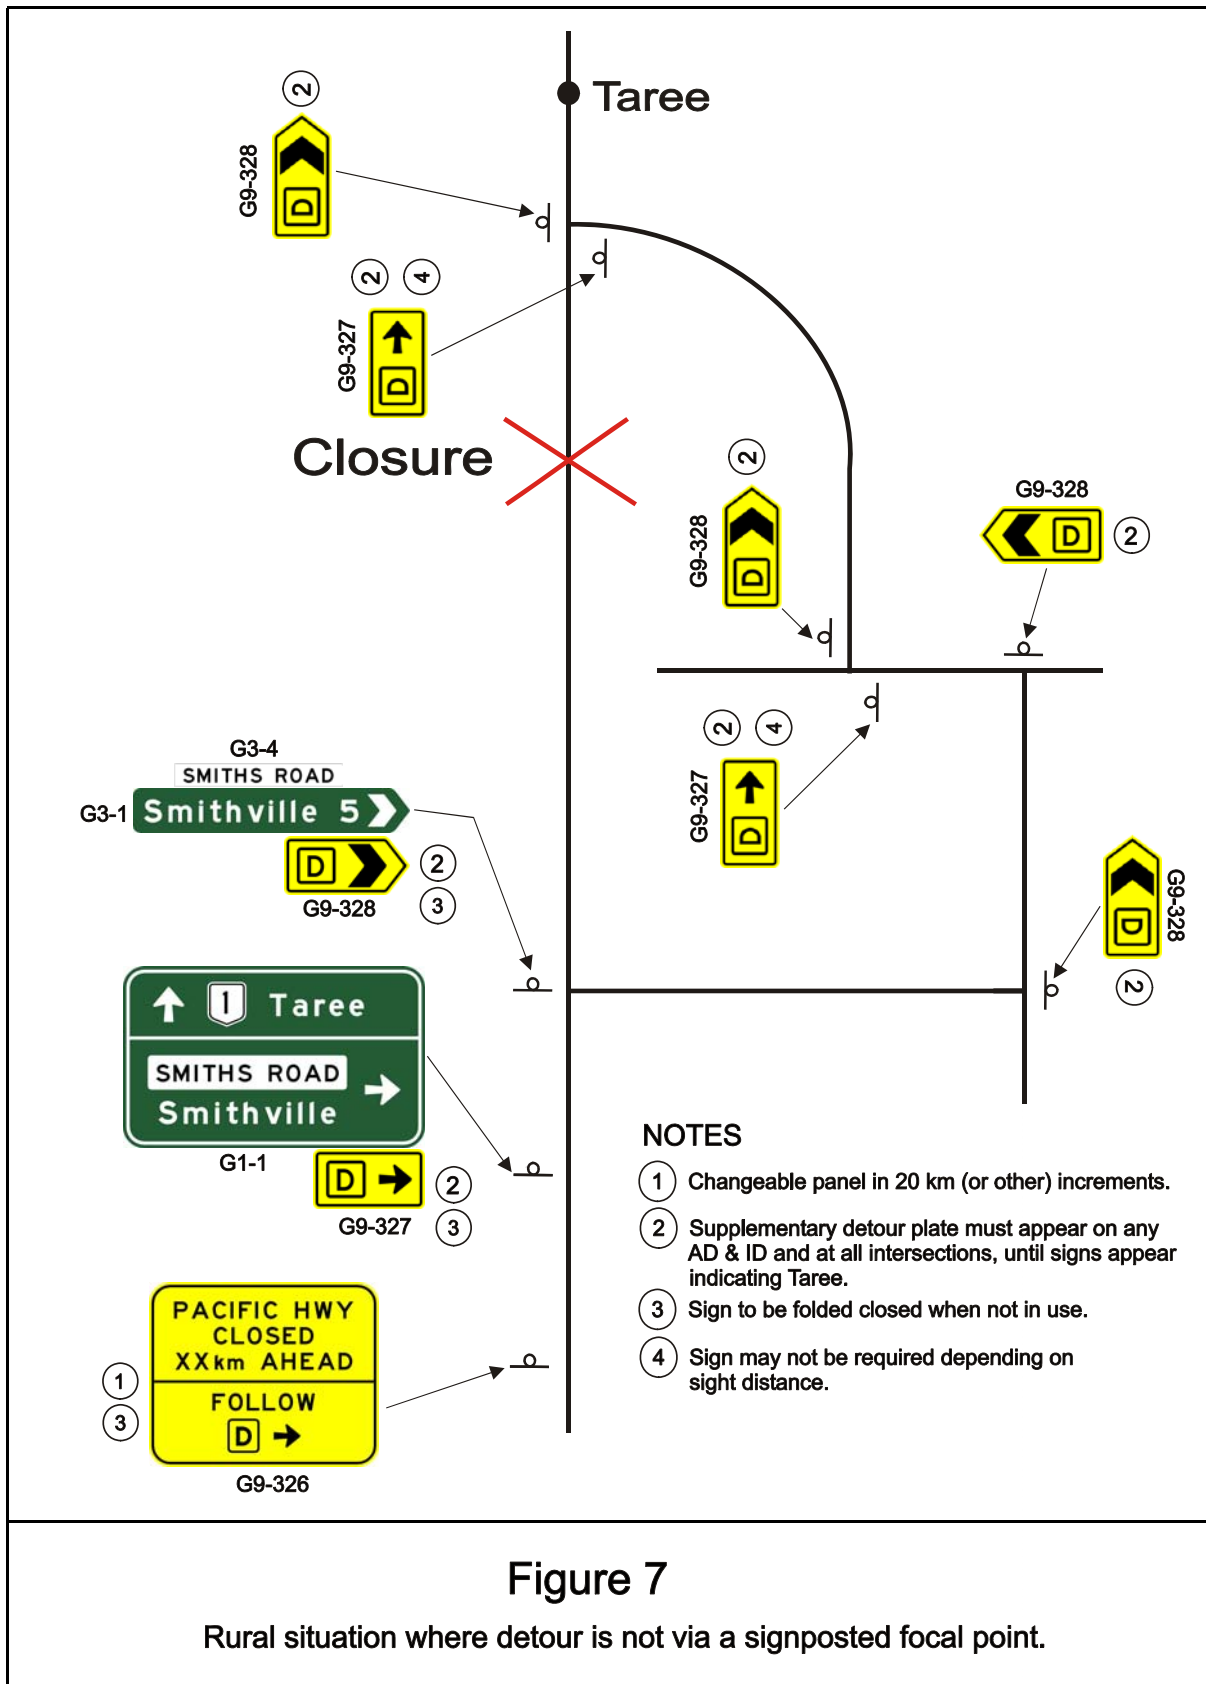 Taree
2
G9-328
D
2 4
G9-327
D
Closure
2
G9-328
D
G9-328
D
2
2 4
G9-327
D
G3-4
SMITHS ROAD
G3-1
Smithville 5
D
2
3
G9-328
G9-328
D
2
1 Taree
SMITHS ROAD
Smithville
G1-1
D
2
3
G9-327
PACIFIC HWY
CLOSED
XXkm AHEAD
FOLLOW
D
1
3
G9-326
NOTES
1 Changeable panel in 20 km (or other) increments.
2 Supplementary detour plate must appear on any
AD & ID and at all intersections, until signs appear
indicating Taree.
3 Sign to be folded closed when not in use.
4 Sign may not be required depending on
sight distance.
Figure 7
Rural situation where detour is not via a signposted focal point.